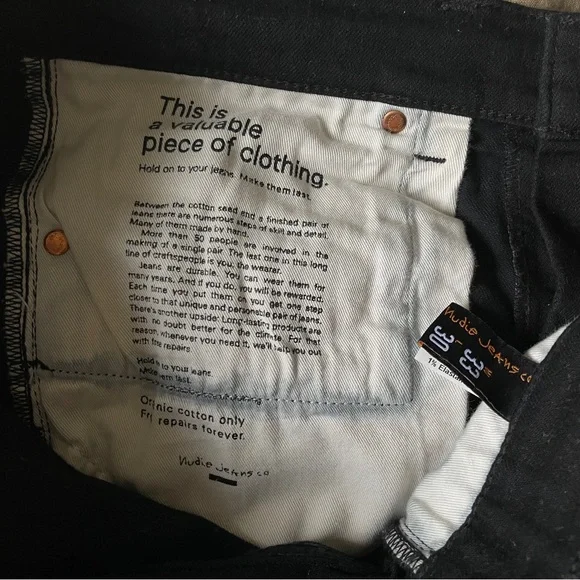 This is
a valuable
piece of clothing.
Hold on to your jeans. Make them last.
Between the cotton seed and a finished pair of
jeans there are numerous steps of skill and detail.
Many of them made by hand.
More than 50 people are involved in the
making of a single pair. The last one in this long
line of craftspeople is you, the wearer.
Jeans are durable. You can wear them for
many years. And if you do, you will be rewarded.
Each time you put them on you get one step
closer to that unique and personable pair of jeans.
There's another upside: Long-lasting products are
with no doubt better for the climate. For that
reason, whenever you need it, we'll help you out
with free repairs.
Hold on to your jeans.
Make them last.
Organic cotton only
Free repairs forever.
Nudie Jeans co
Nudie Jeans co
30 33
1% Elast